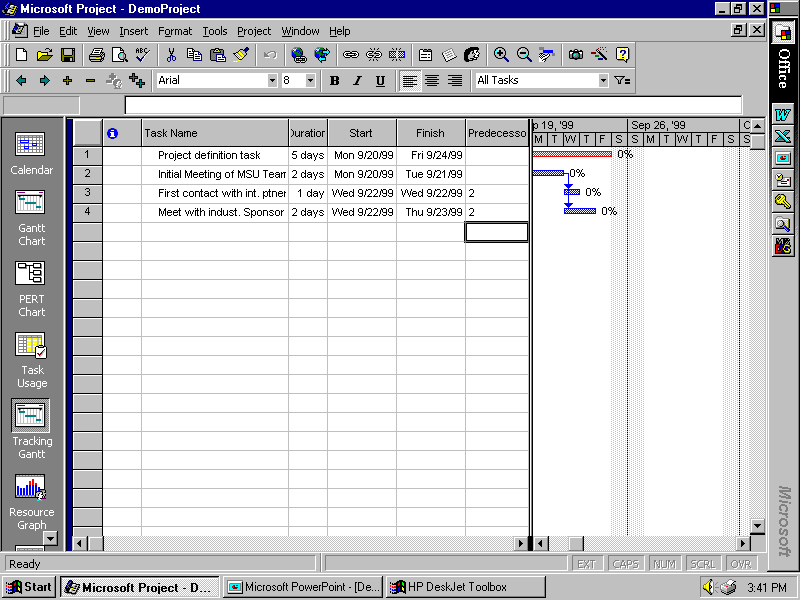 Microsoft Project - DemoProject
File Edit View Insert Format Tools Project Window Help
Arial 8 B I U All Tasks
Calendar
Gantt
Chart
PERT
Chart
Task
Usage
Tracking
Gantt
Resource
Graph
Task Name Duration Start Finish Predecesso
1 Project definition task 5 days Mon 9/20/99 Fri 9/24/99
2 Initial Meeting of MSU Team 2 days Mon 9/20/99 Tue 9/21/99
3 First contact with int. ptner 1 day Wed 9/22/99 Wed 9/22/99 2
4 Meet with indust. Sponsor 2 days Wed 9/22/99 Thu 9/23/99 2
p 19, '99 Sep 26, '99
M T W T F S S M T W T F S S
0%
0%
0%
0%
Office
Microsoft
Ready
EXT CAPS NUM SCRL OVR
Start Microsoft Project - D... Microsoft PowerPoint - [De... HP DeskJet Toolbox 3:41 PM